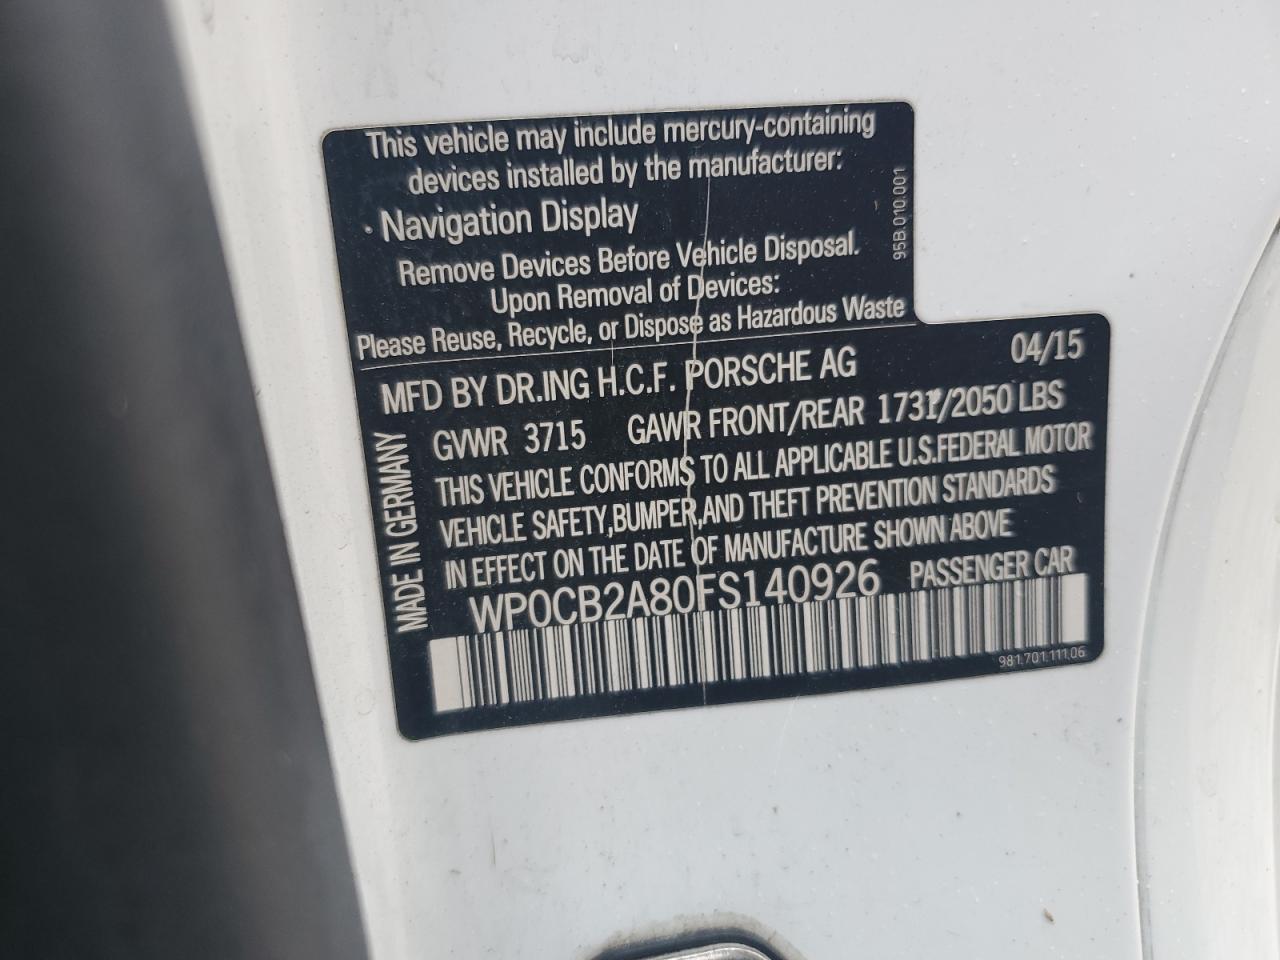 This vehicle may include mercury-containing
devices installed by the manufacturer:
· Navigation Display
Remove Devices Before Vehicle Disposal.
Upon Removal of Devices:
Please Reuse, Recycle, or Dispose as Hazardous Waste
95B.010.001
MFD BY DR.ING H.C.F. PORSCHE AG 04/15
GVWR 3715 GAWR FRONT/REAR 1731/2050 LBS
THIS VEHICLE CONFORMS TO ALL APPLICABLE U.S.FEDERAL MOTOR
VEHICLE SAFETY,BUMPER,AND THEFT PREVENTION STANDARDS
IN EFFECT ON THE DATE OF MANUFACTURE SHOWN ABOVE
WP0CB2A80FS140926 PASSENGER CAR
MADE IN GERMANY
981.701.111.06